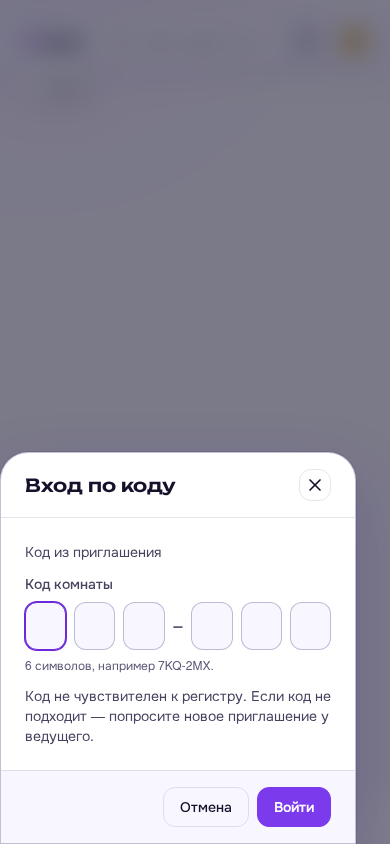 Вход по коду
Код из приглашения
Код комнаты
–
6 символов, например 7KQ-2MX.
Код не чувствителен к регистру. Если код не
подходит — попросите новое приглашение у
ведущего.
Отмена
Войти